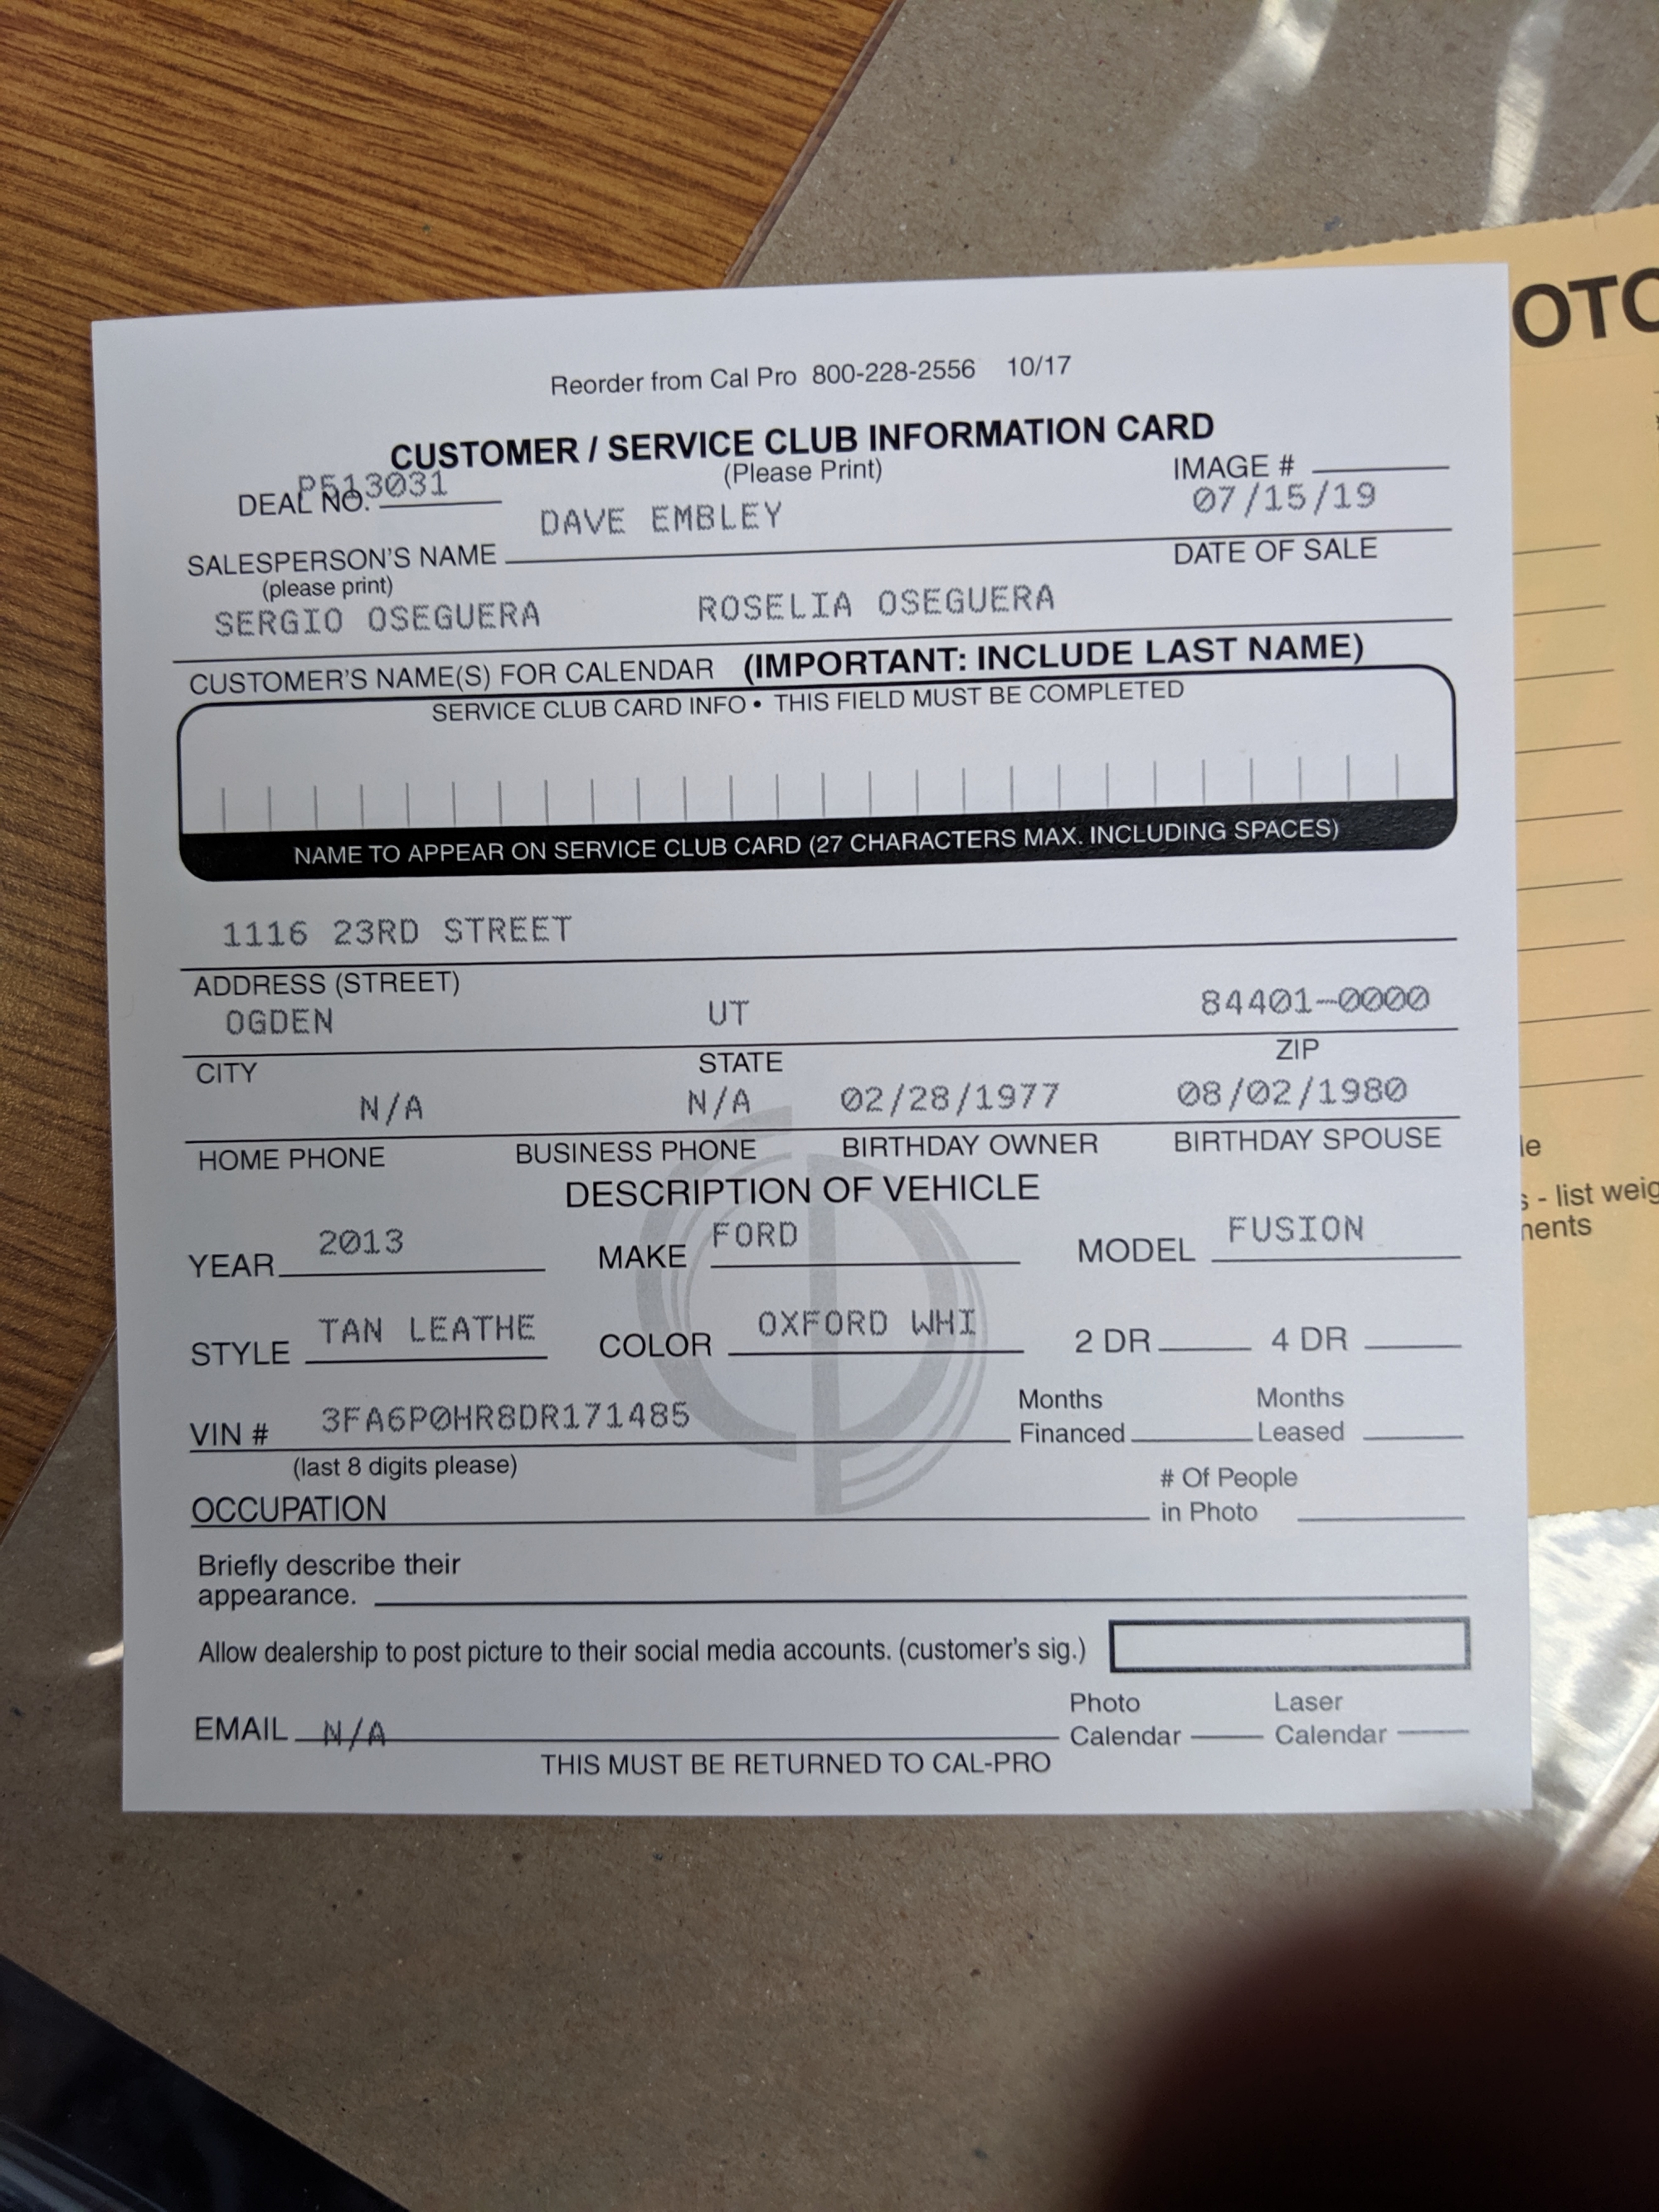 Reorder from Cal Pro 800-228-2556 10/17
CUSTOMER / SERVICE CLUB INFORMATION CARD
(Please Print)
DEAL NO. P513031
IMAGE #
DAVE EMBLEY 07/15/19
SALESPERSON'S NAME DATE OF SALE
(please print)
SERGIO OSEGUERA ROSELIA OSEGUERA
CUSTOMER'S NAME(S) FOR CALENDAR (IMPORTANT: INCLUDE LAST NAME)
SERVICE CLUB CARD INFO • THIS FIELD MUST BE COMPLETED
NAME TO APPEAR ON SERVICE CLUB CARD (27 CHARACTERS MAX. INCLUDING SPACES)
1116 23RD STREET
ADDRESS (STREET)
OGDEN UT 84401-0000
CITY STATE ZIP
N/A N/A 02/28/1977 08/02/1980
HOME PHONE BUSINESS PHONE BIRTHDAY OWNER BIRTHDAY SPOUSE
DESCRIPTION OF VEHICLE
YEAR 2013 MAKE FORD MODEL FUSION
STYLE TAN LEATHE COLOR OXFORD WHI 2 DR 4 DR
VIN # 3FA6P0HR8DR171485 Months Financed Months Leased
(last 8 digits please)
OCCUPATION # Of People in Photo
Briefly describe their
appearance.
Allow dealership to post picture to their social media accounts. (customer's sig.)
EMAIL N/A Photo Calendar Laser Calendar
THIS MUST BE RETURNED TO CAL-PRO
- list weig